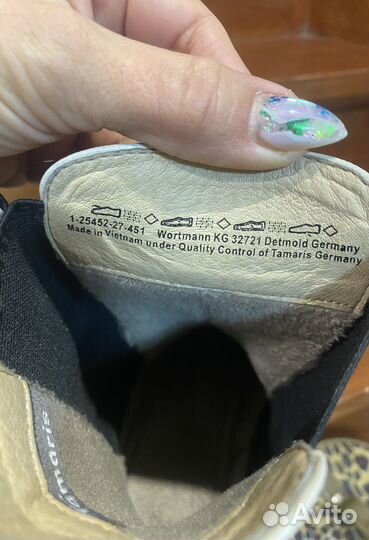 1-25452-27-451 Wortmann KG 32721 Detmold Germany
Made in Vietnam under Quality Control of Tamaris Germany
Tamaris
Avito